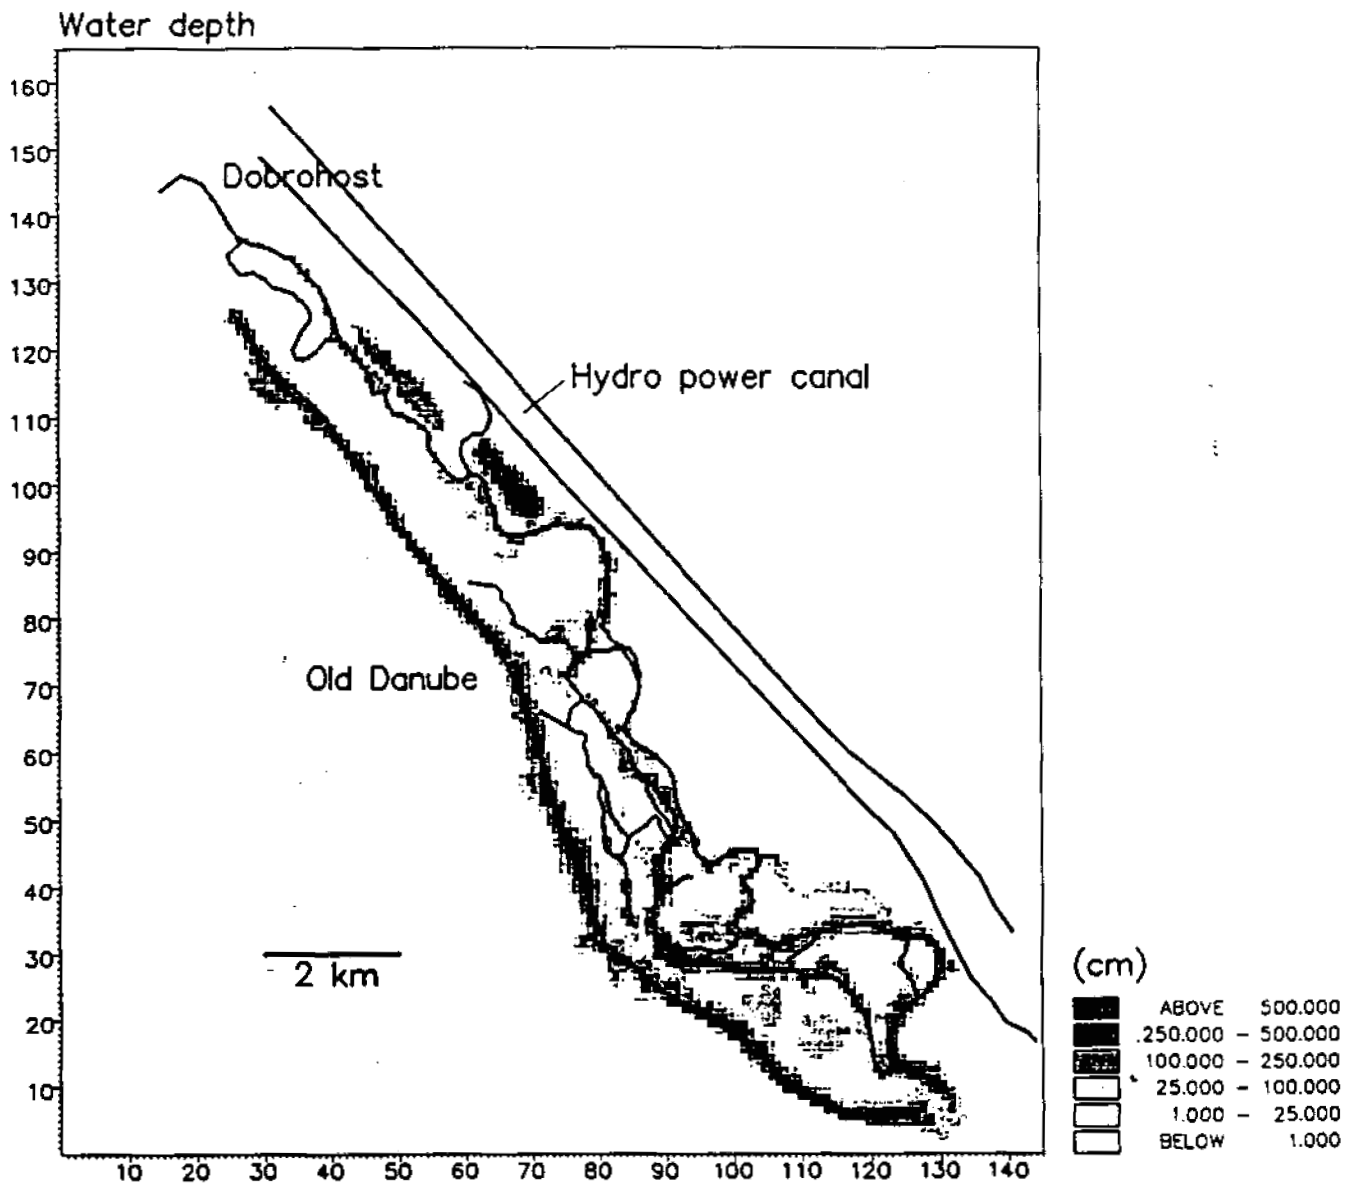 Water depth
160
150
140
130
120
110
100
90
80
70
60
50
40
30
20
10
Dobrohost
Hydro power canal
Old Danube
2 km
10 20 30 40 50 60 70 80 90 100 110 120 130 140
(cm)
ABOVE 500.000
250.000 - 500.000
100.000 - 250.000
25.000 - 100.000
1.000 - 25.000
BELOW 1.000